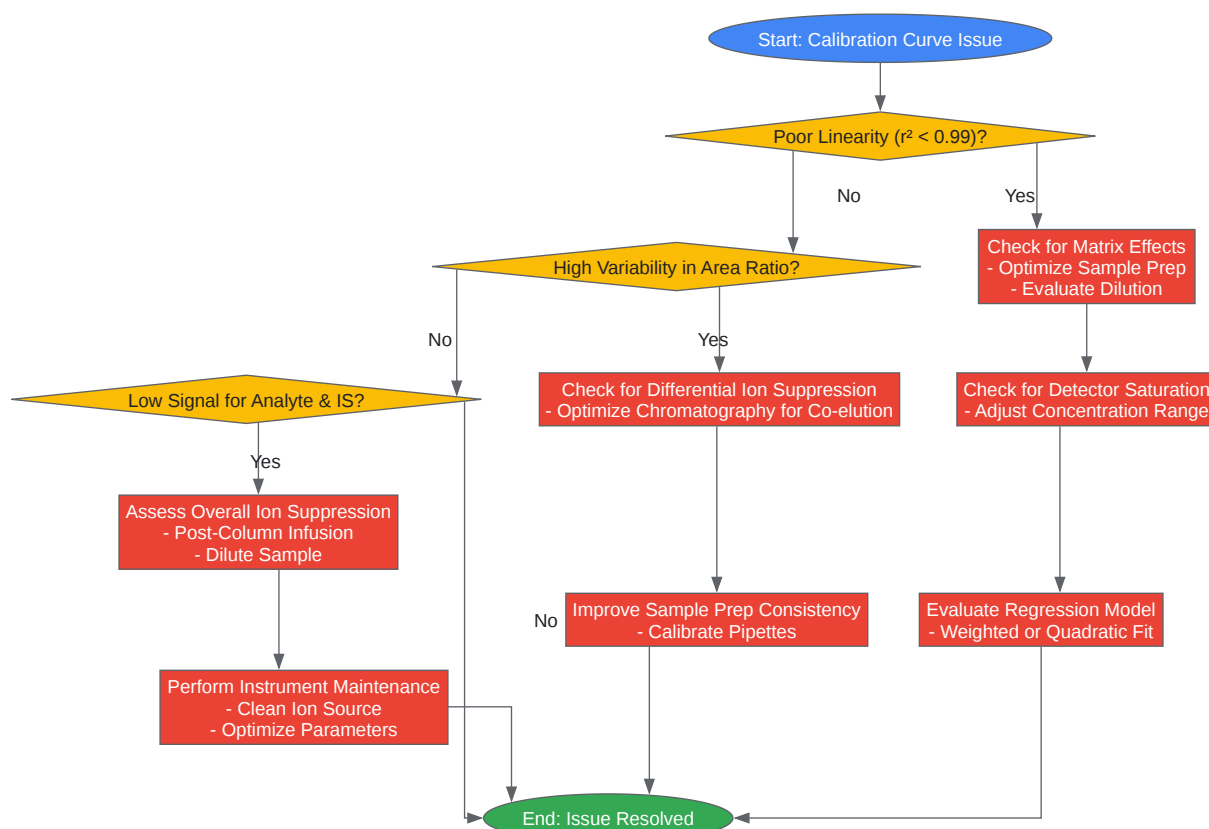 Start: Calibration Curve Issue
Poor Linearity (r² < 0.99)?
No
Yes
High Variability in Area Ratio?
Check for Matrix Effects
- Optimize Sample Prep
- Evaluate Dilution
No
Yes
Low Signal for Analyte & IS?
Check for Differential Ion Suppression
- Optimize Chromatography for Co-elution
Check for Detector Saturation
- Adjust Concentration Range
Yes
Assess Overall Ion Suppression
- Post-Column Infusion
- Dilute Sample
No
Improve Sample Prep Consistency
- Calibrate Pipettes
Evaluate Regression Model
- Weighted or Quadratic Fit
Perform Instrument Maintenance
- Clean Ion Source
- Optimize Parameters
End: Issue Resolved